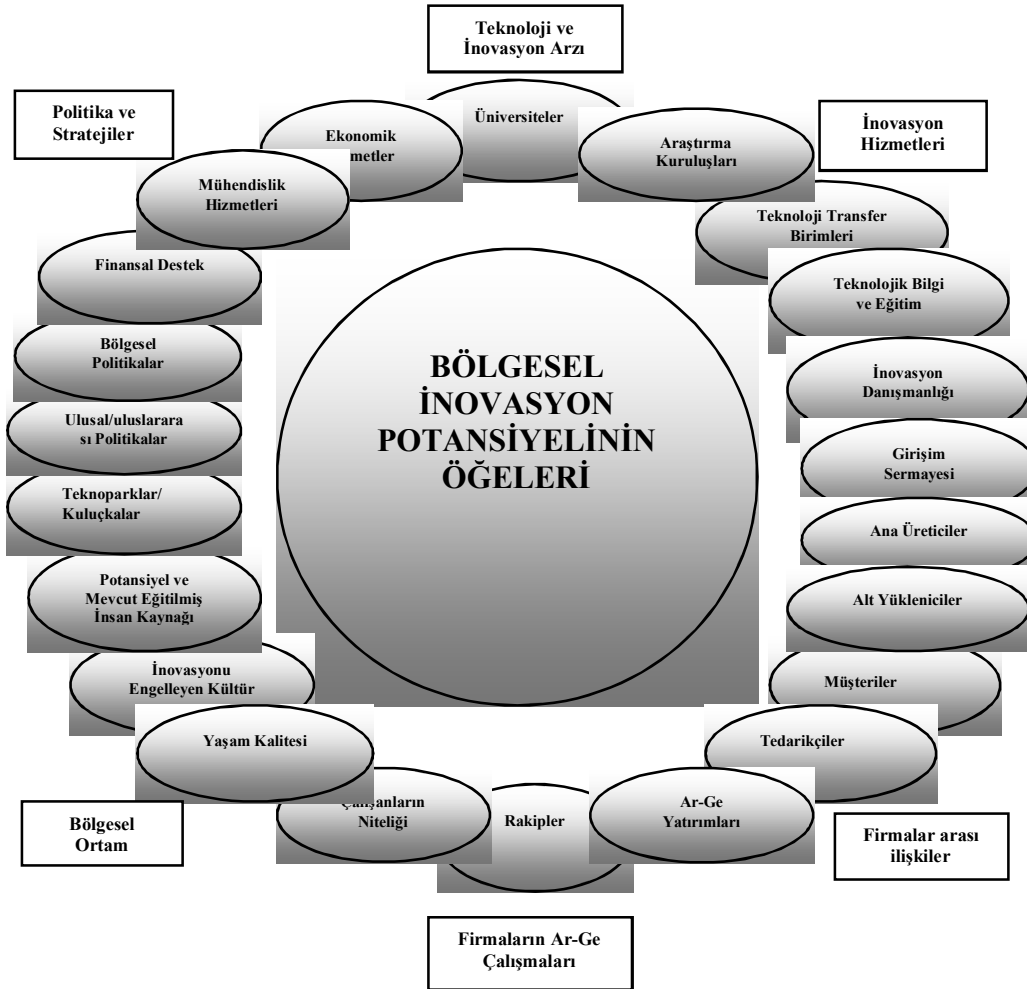 Teknoloji ve
İnovasyon Arzı
Politika ve
Stratejiler
İnovasyon
Hizmetleri
Üniversiteler
Ekonomik
Araştırma
Kuruluşları
Mühendislik
Hizmetleri
Teknoloji Transfer
Birimleri
Finansal Destek
Teknolojik Bilgi
ve Eğitim
Bölgesel
Politikalar
İnovasyon
Danışmanlığı
BÖLGESEL
İNOVASYON
POTANSİYELİNİN
ÖĞELERİ
Ulusal/uluslarara
sı Politikalar
Girişim
Sermayesi
Teknoparklar/
Kuluçkalar
Ana Üreticiler
Potansiyel ve
Mevcut Eğitilmiş
İnsan Kaynağı
Alt Yükleniciler
İnovasyonu
Engelleyen Kültür
Müşteriler
Yaşam Kalitesi
Tedarikçiler
Çalışanların
Niteliği
Rakipler
Ar-Ge
Yatırımları
Bölgesel
Ortam
Firmalar arası
ilişkiler
Firmaların Ar-Ge
Çalışmaları